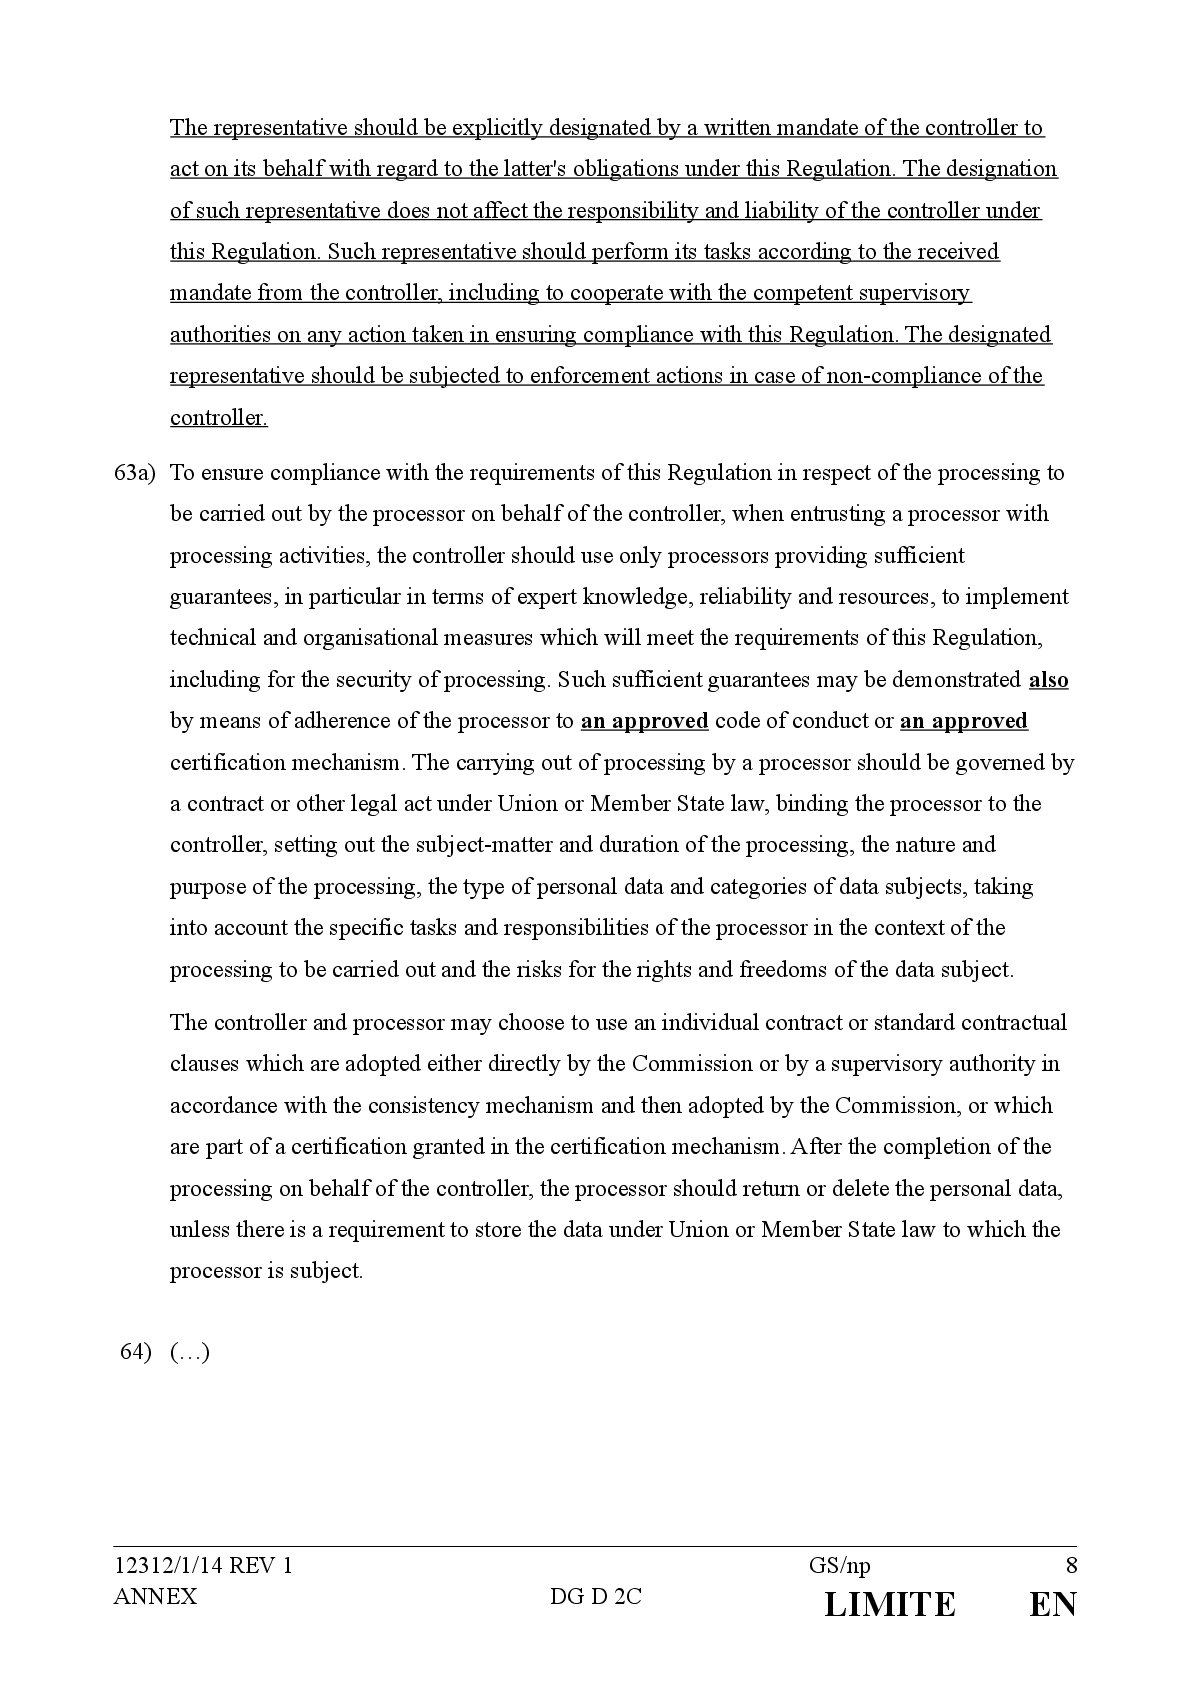 The representative should be explicitly designated by a written mandate of the controller to
act on its behalf with regard to the latter's obligations under this Regulation. The designation
of such representative does not affect the responsibility and liability of the controller under
this Regulation. Such representative should perform its tasks according to the received
mandate from the controller, including to cooperate with the competent supervisory
authorities on any action taken in ensuring compliance with this Regulation. The designated
representative should be subjected to enforcement actions in case of non-compliance of the
controller.
63a) To ensure compliance with the requirements of this Regulation in respect of the processing to
be carried out by the processor on behalf of the controller, when entrusting a processor with
processing activities, the controller should use only processors providing sufficient
guarantees, in particular in terms of expert knowledge, reliability and resources, to implement
technical and organisational measures which will meet the requirements of this Regulation,
including for the security of processing. Such sufficient guarantees may be demonstrated also
by means of adherence of the processor to an approved code of conduct or an approved
certification mechanism. The carrying out of processing by a processor should be governed by
a contract or other legal act under Union or Member State law, binding the processor to the
controller, setting out the subject-matter and duration of the processing, the nature and
purpose of the processing, the type of personal data and categories of data subjects, taking
into account the specific tasks and responsibilities of the processor in the context of the
processing to be carried out and the risks for the rights and freedoms of the data subject.
The controller and processor may choose to use an individual contract or standard contractual
clauses which are adopted either directly by the Commission or by a supervisory authority in
accordance with the consistency mechanism and then adopted by the Commission, or which
are part of a certification granted in the certification mechanism. After the completion of the
processing on behalf of the controller, the processor should return or delete the personal data,
unless there is a requirement to store the data under Union or Member State law to which the
processor is subject.
64) (…)
12312/1/14 REV 1 GS/np 8
ANNEX DG D 2C LIMITE EN